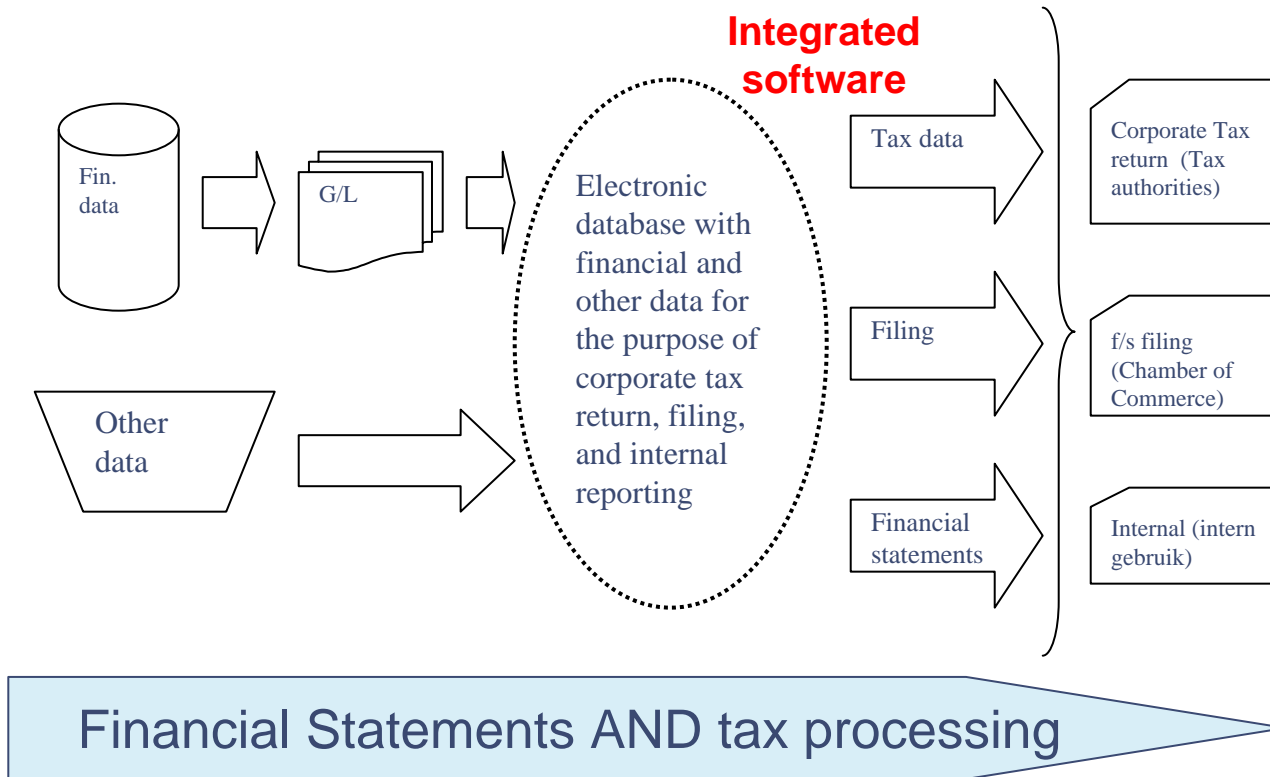 Integrated
software
Fin.
data
G/L
Other
data
Electronic
database with
financial and
other data for
the purpose of
corporate tax
return, filing,
and internal
reporting
Tax data
Filing
Financial
statements
Corporate Tax
return (Tax
authorities)
f/s filing
(Chamber of
Commerce)
Internal (intern
gebruik)
Financial Statements AND tax processing